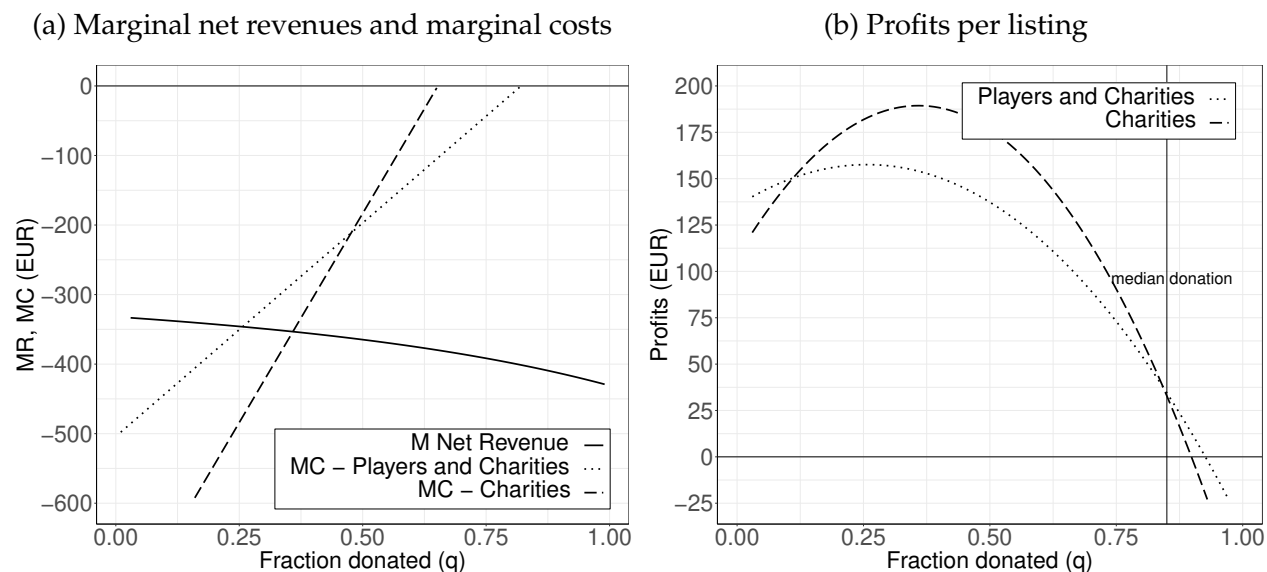 (a) Marginal net revenues and marginal costs
0
−100
−200
−300
−400
−500
−600
MR, MC (EUR)
M Net Revenue
MC − Players and Charities
MC − Charities
0.00 0.25 0.50 0.75 1.00
Fraction donated (q)
(b) Profits per listing
200
175
150
125
100
75
50
25
0
−25
Profits (EUR)
Players and Charities
Charities
median donation
0.00 0.25 0.50 0.75 1.00
Fraction donated (q)